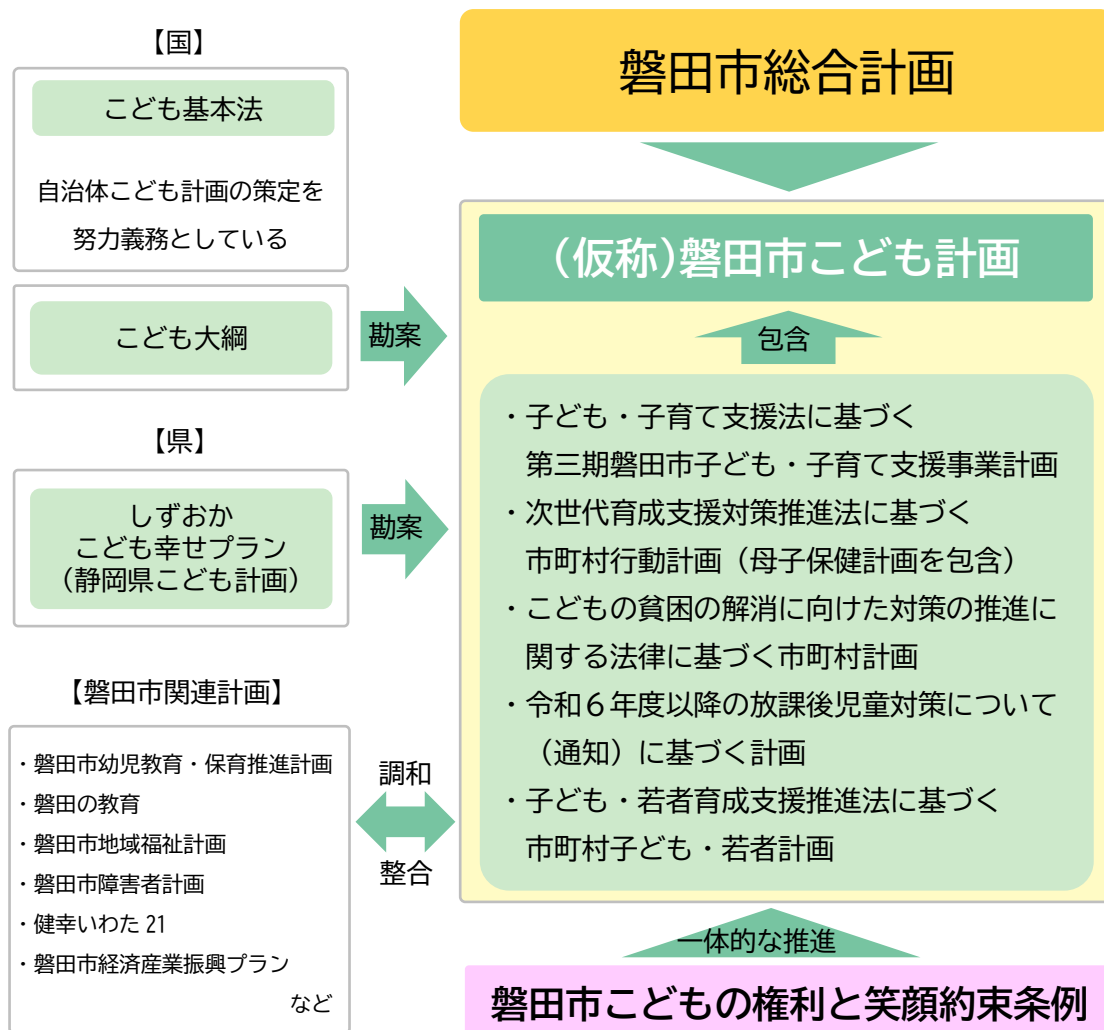 【国】
こども基本法
自治体こども計画の策定を
努力義務としている
こども大綱
勘案
【県】
しずおか
こども幸せプラン
(静岡県こども計画)
勘案
【磐田市関連計画】
・磐田市幼児教育・保育推進計画
・磐田の教育
・磐田市地域福祉計画
・磐田市障害者計画
・健幸いわた 21
・磐田市経済産業振興プラン
など
調和
整合
磐田市総合計画
(仮称)磐田市こども計画
包含
・子ども・子育て支援法に基づく
第三期磐田市子ども・子育て支援事業計画
・次世代育成支援対策推進法に基づく
市町村行動計画（母子保健計画を包含）
・こどもの貧困の解消に向けた対策の推進に
関する法律に基づく市町村計画
・令和６年度以降の放課後児童対策について
（通知）に基づく計画
・子ども・若者育成支援推進法に基づく
市町村子ども・若者計画
一体的な推進
磐田市こどもの権利と笑顔約束条例